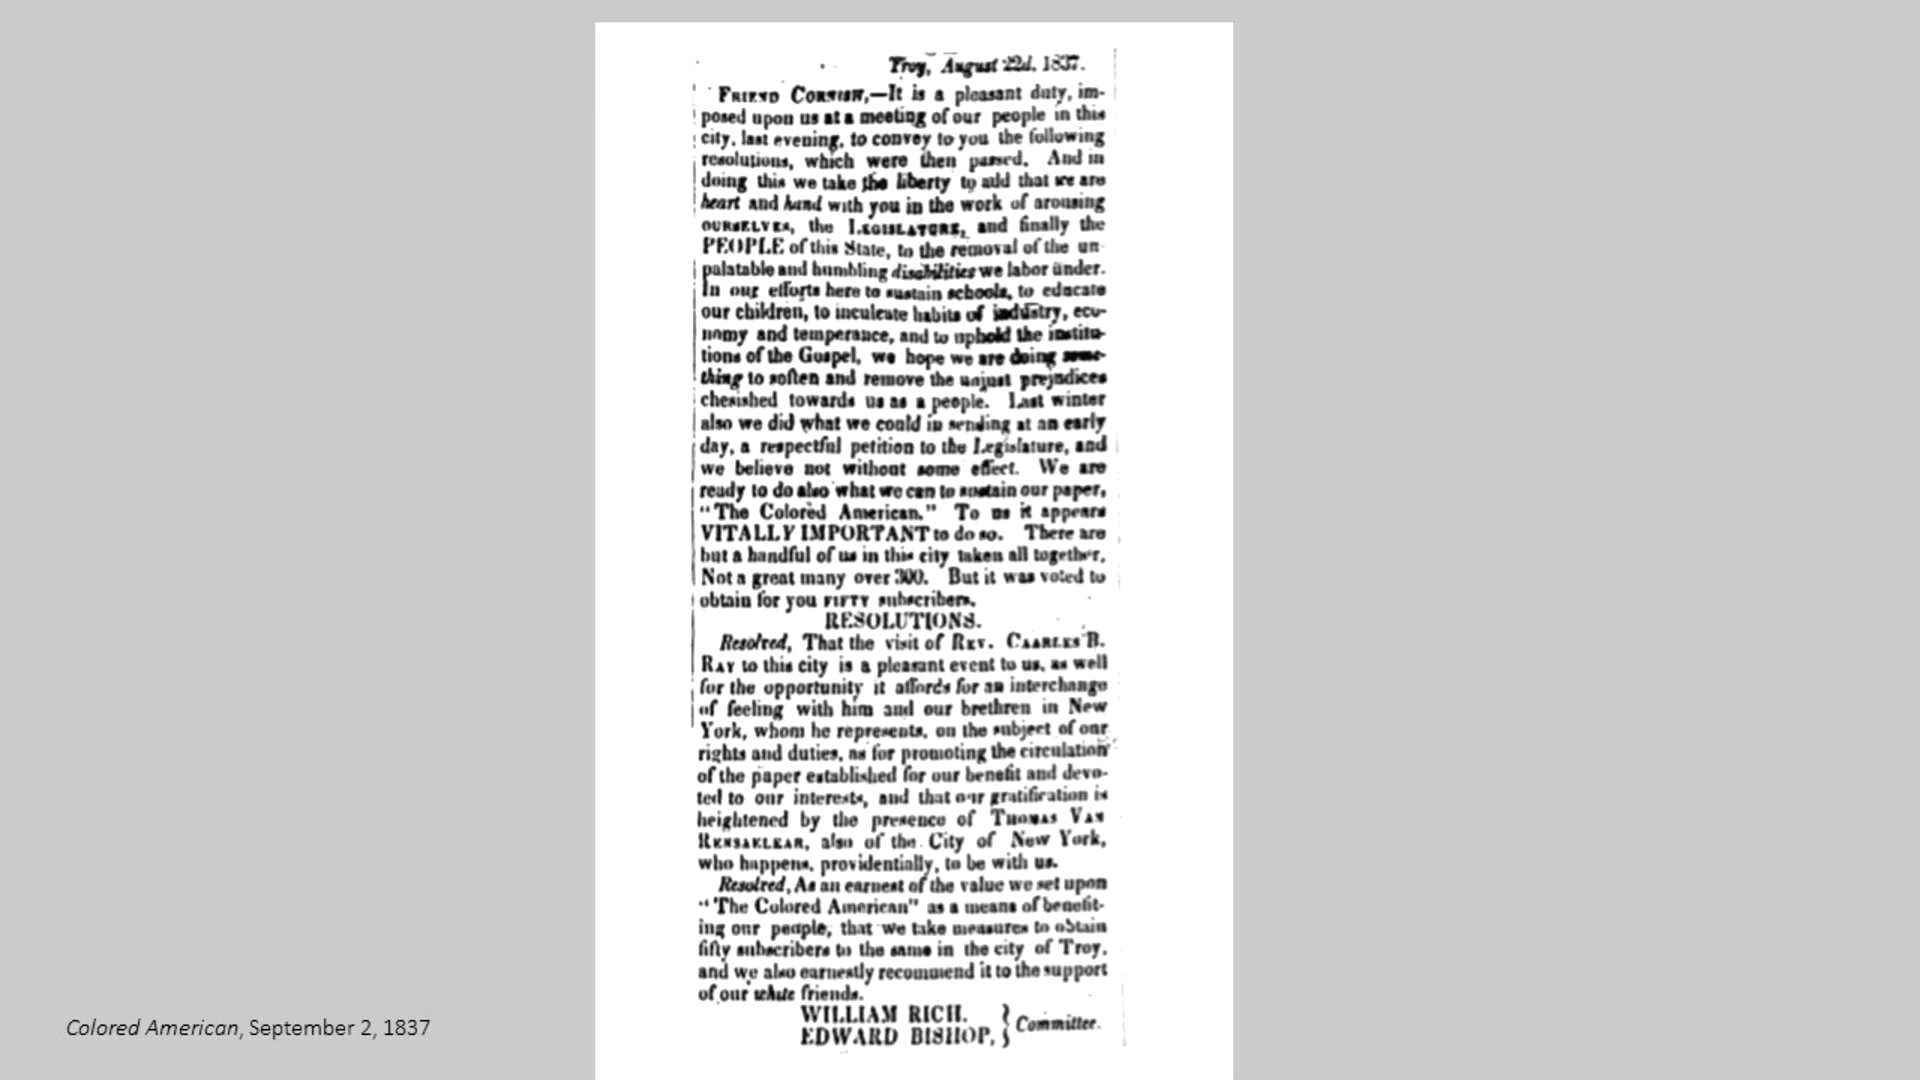 Troy, August 22d. 1837.
FRIEND CORNISH,—It is a pleasant duty, im-
posed upon us at a meeting of our people in this
city, last evening, to convey to you the following
resolutions, which were then passed. And in
doing this we take the liberty to add that we are
heart and hand with you in the work of arousing
OURSELVES, the LEGISLATURE, and finally the
PEOPLE of this State, to the removal of the un-
palatable and humbling disabilities we labor under.
In our efforts here to sustain schools, to educate
our children, to inculcate habits of industry, eco-
nomy and temperance, and to uphold the institu-
tions of the Gospel, we hope we are doing some-
thing to soften and remove the unjust prejudices
chesished towards us as a people. Last winter
also we did what we could in sending at an early
day, a respectful petition to the Legislature, and
we believe not without some effect. We are
ready to do also what we can to sustain our paper,
"The Colored American." To us it appears
VITALLY IMPORTANT to do so. There are
but a handful of us in this city taken all together,
Not a great many over 300. But it was voted to
obtain for you FIFTY subscribers.
RESOLUTIONS.
Resolved, That the visit of REV. CAARLES B.
RAY to this city is a pleasant event to us, as well
for the opportunity it affords for an interchange
of feeling with him and our brethren in New
York, whom he represents, on the subject of our
rights and duties, as for promoting the circulation
of the paper established for our benefit and devo-
ted to our interests, and that our gratification is
heightened by the presence of THOMAS VAN
RENSAELEAR, also of the City of New York,
who happens, providentially, to be with us.
Resolved, As an earnest of the value we set upon
"The Colored American" as a means of benefit-
ing our people, that we take measures to obtain
fifty subscribers to the same in the city of Troy,
and we also earnestly recommend it to the support
of our white friends.
WILLIAM RICH.
EDWARD BISHOP, } Committee.
Colored American, September 2, 1837